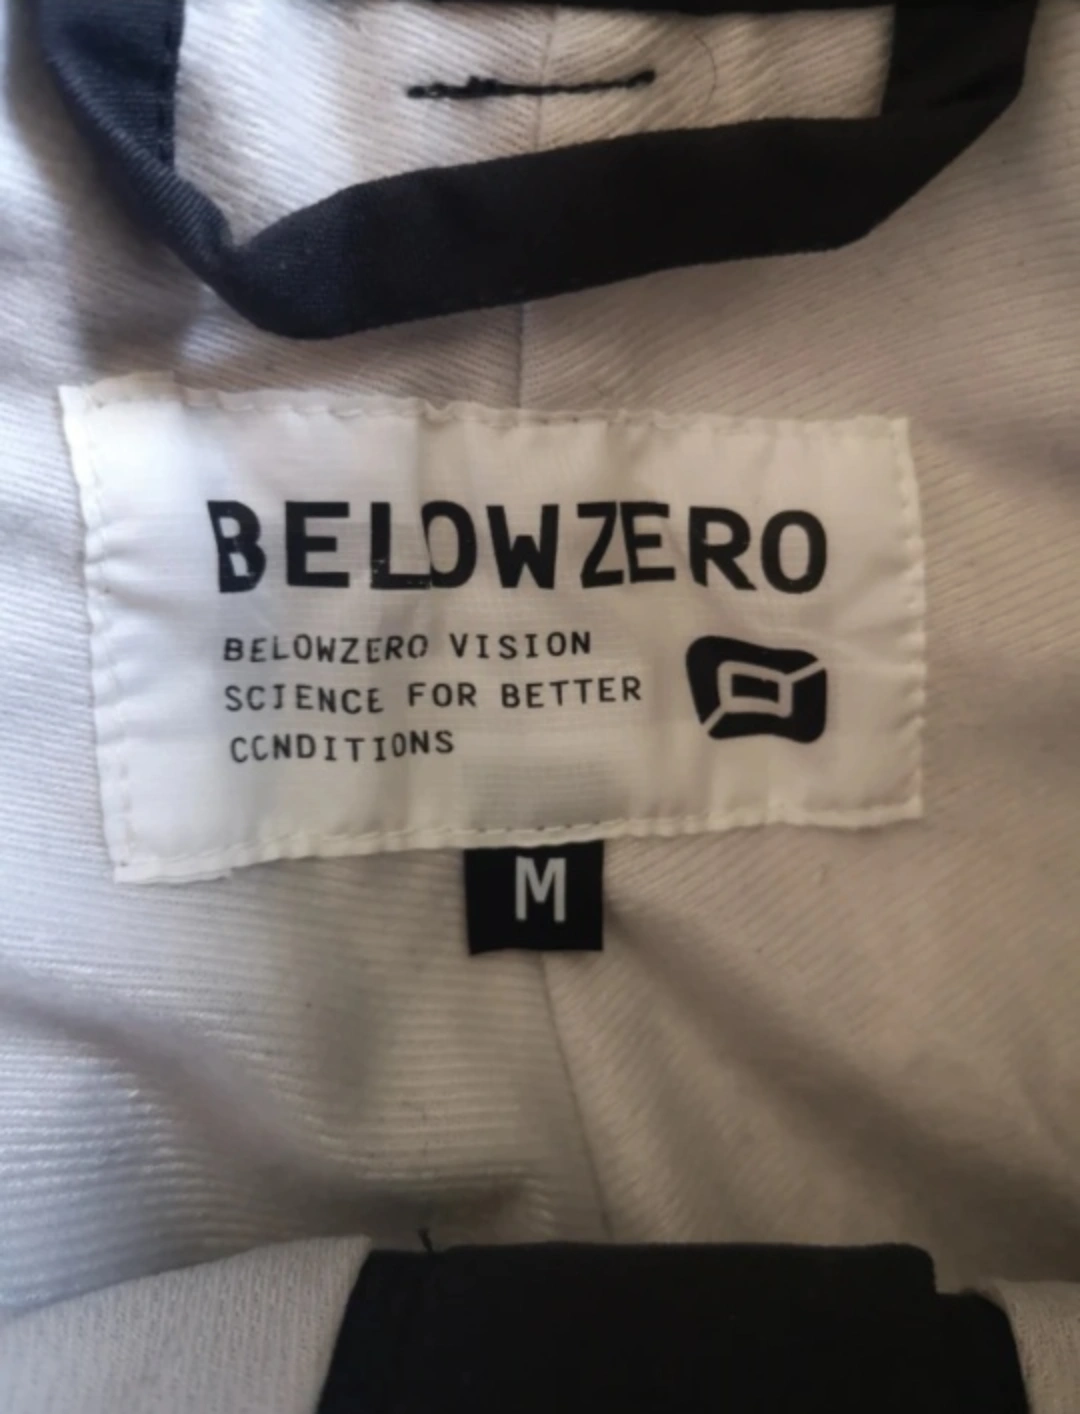 BELOWZERO
BELOWZERO VISION
SCIENCE FOR BETTER
CONDITIONS
M